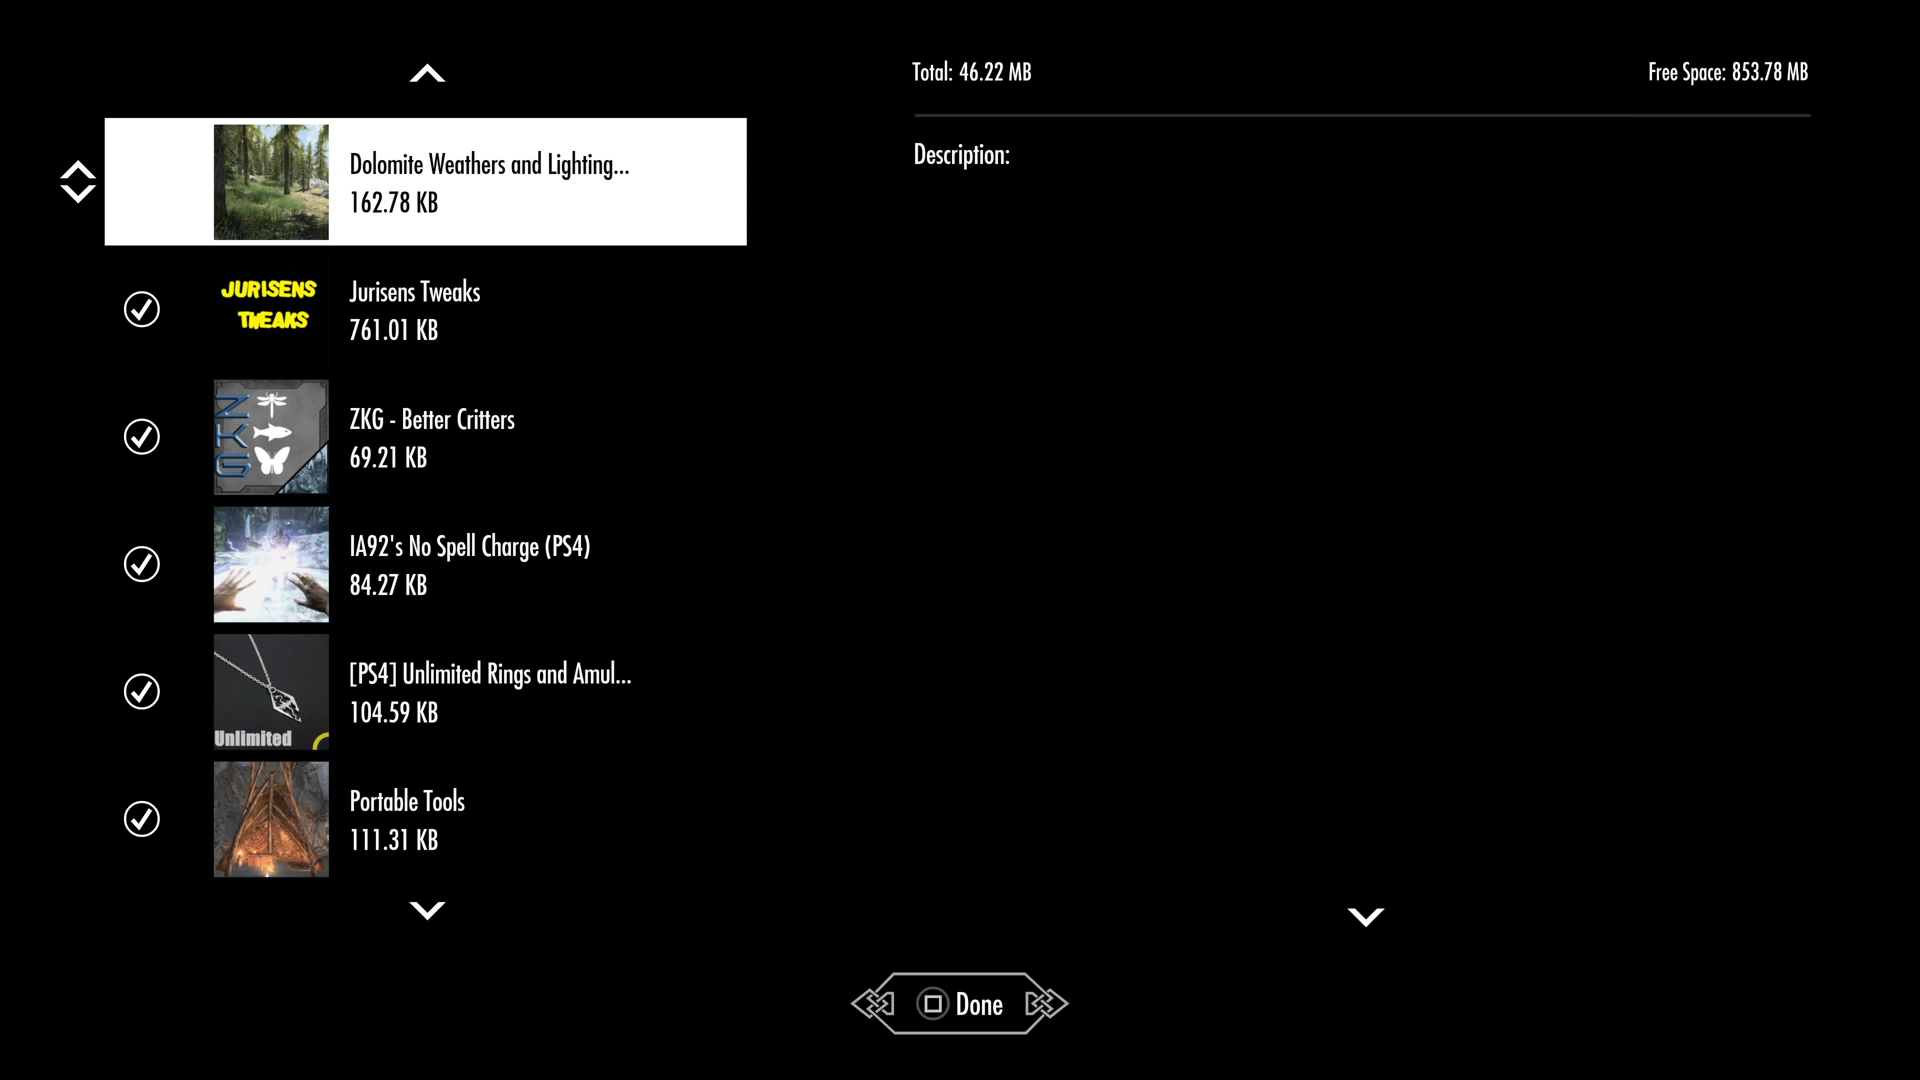 Total: 46.22 MB
Free Space: 853.78 MB
Description:
Dolomite Weathers and Lighting...
162.78 KB
JURISENS
TWEAKS
Jurisens Tweaks
761.01 KB
ZKG
ZKG - Better Critters
69.21 KB
IA92's No Spell Charge (PS4)
84.27 KB
[PS4] Unlimited Rings and Amul...
104.59 KB
Unlimited
Portable Tools
111.31 KB
Done